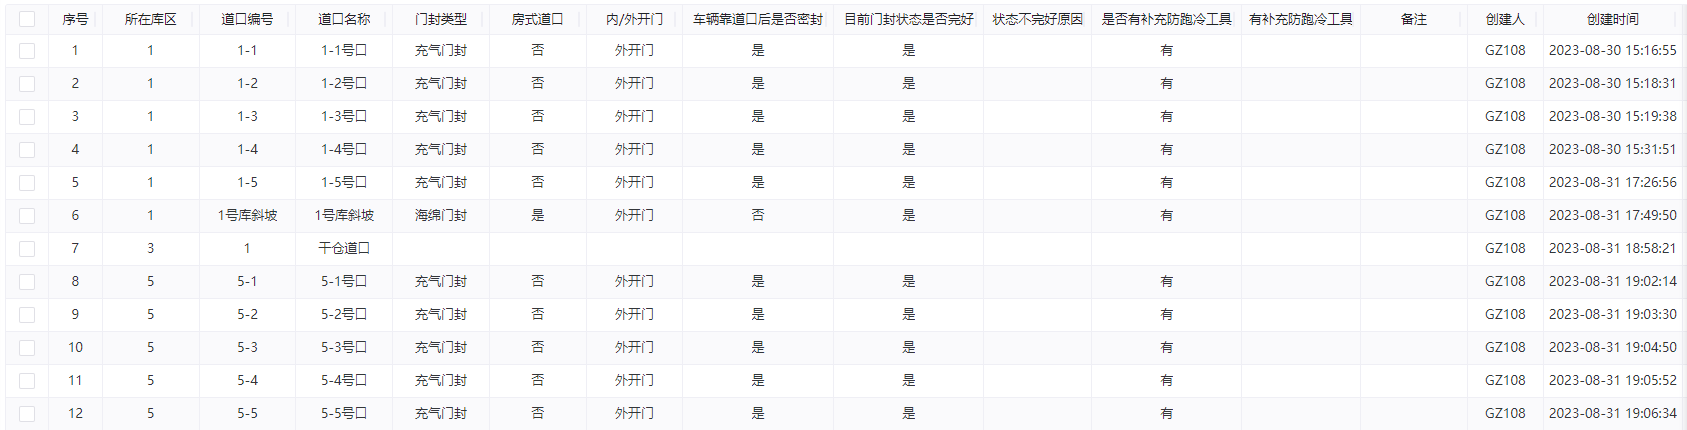 序号 所在库区 道口编号 道口名称 门封类型 房式道口 内/外开门 车辆靠道口后是否密封 目前门封状态是否完好 状态不完好原因 是否有补充防跑冷工具 有补充防跑冷工具 备注 创建人 创建时间
1 1 1-1 1-1号口 充气门封 否 外开门 是 是 有 GZ108 2023-08-30 15:16:55
2 1 1-2 1-2号口 充气门封 否 外开门 是 是 有 GZ108 2023-08-30 15:18:31
3 1 1-3 1-3号口 充气门封 否 外开门 是 是 有 GZ108 2023-08-30 15:19:38
4 1 1-4 1-4号口 充气门封 否 外开门 是 是 有 GZ108 2023-08-30 15:31:51
5 1 1-5 1-5号口 充气门封 否 外开门 是 是 有 GZ108 2023-08-31 17:26:56
6 1 1号库斜坡 1号库斜坡 海绵门封 是 外开门 否 是 有 GZ108 2023-08-31 17:49:50
7 3 1 干仓道口 GZ108 2023-08-31 18:58:21
8 5 5-1 5-1号口 充气门封 否 外开门 是 是 有 GZ108 2023-08-31 19:02:14
9 5 5-2 5-2号口 充气门封 否 外开门 是 是 有 GZ108 2023-08-31 19:03:30
10 5 5-3 5-3号口 充气门封 否 外开门 是 是 有 GZ108 2023-08-31 19:04:50
11 5 5-4 5-4号口 充气门封 否 外开门 是 是 有 GZ108 2023-08-31 19:05:52
12 5 5-5 5-5号口 充气门封 否 外开门 是 是 有 GZ108 2023-08-31 19:06:34